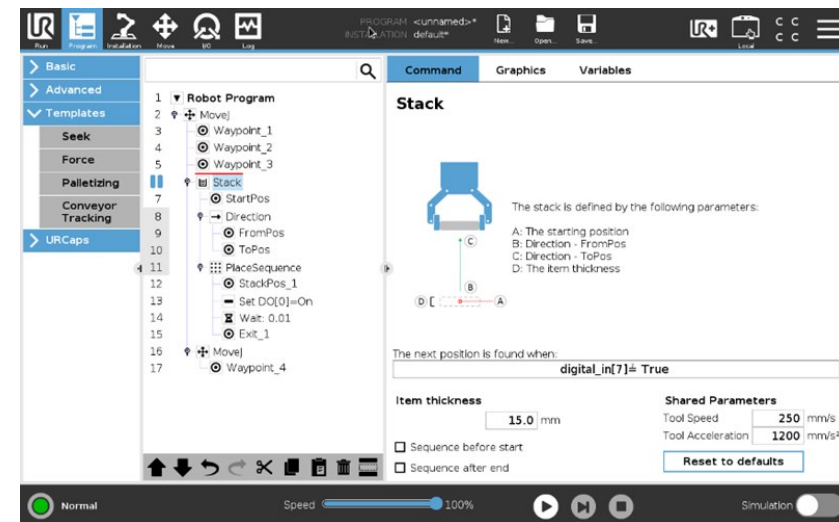 UR+
PROGRAM <unnamed>*
INSTALLATION default*
Run
Program
Installation
Move
I/O
Log
New...
Open...
Save...
Local
C C
C C
Basic
Advanced
Templates
Seek
Force
Palletizing
Conveyor
Tracking
URCaps
1 Robot Program
2 MoveJ
3 Waypoint_1
4 Waypoint_2
5 Waypoint_3
Stack
7 StartPos
8 Direction
9 FromPos
10 ToPos
11 PlaceSequence
12 StackPos_1
13 Set DO[0]=On
14 Wait: 0.01
15 Exit_1
16 MoveJ
17 Waypoint_4
Command Graphics Variables
Stack
The stack is defined by the following parameters:
A: The starting position
B: Direction - FromPos
C: Direction - ToPos
D: The item thickness
C
B
D
A
The next position is found when:
digital_in[7]≟ True
Item thickness
15.0 mm
Sequence before start
Sequence after end
Shared Parameters
Tool Speed 250 mm/s
Tool Acceleration 1200 mm/s²
Reset to defaults
Normal
Speed 100%
Simulation